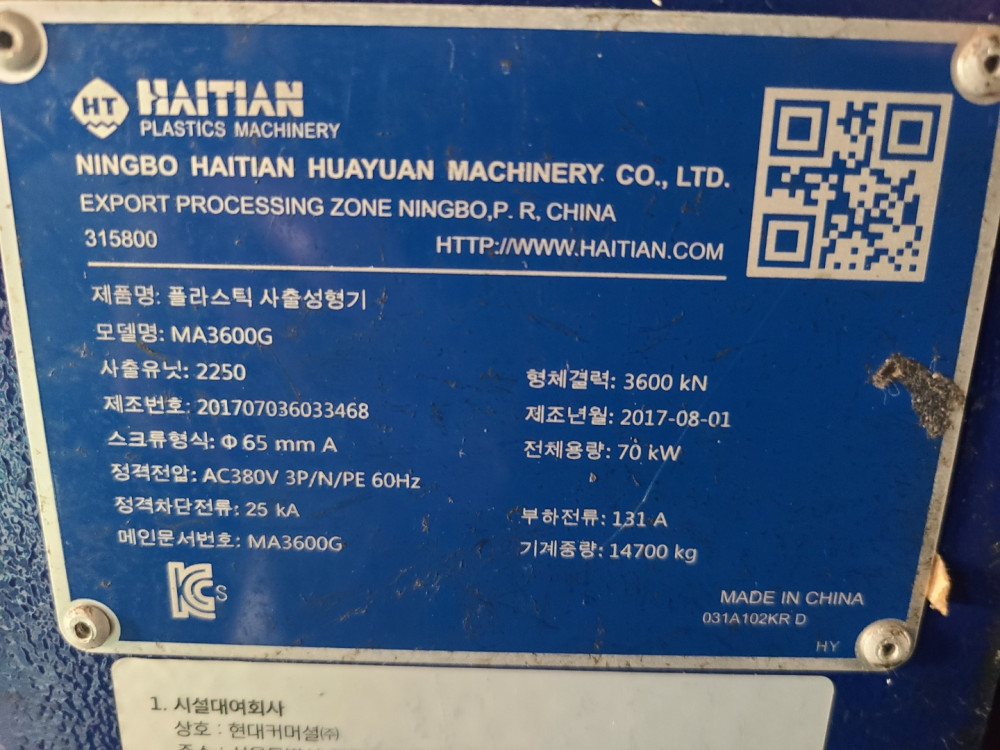 HT HAITIAN
PLASTICS MACHINERY
NINGBO HAITIAN HUAYUAN MACHINERY CO., LTD.
EXPORT PROCESSING ZONE NINGBO,P. R, CHINA
315800 HTTP://WWW.HAITIAN.COM
제품명: 플라스틱 사출성형기
모델명: MA3600G
사출유닛: 2250 형체결력: 3600 kN
제조번호: 201707036033468 제조년월: 2017-08-01
스크류형식: Φ 65 mm A 전체용량: 70 kW
정격전압: AC380V 3P/N/PE 60Hz
정격차단전류: 25 kA 부하전류: 131 A
메인문서번호: MA3600G 기계중량: 14700 kg
KC S
MADE IN CHINA
031A102KR D
HY
1. 시설대여회사
상호 : 현대커머셜㈜